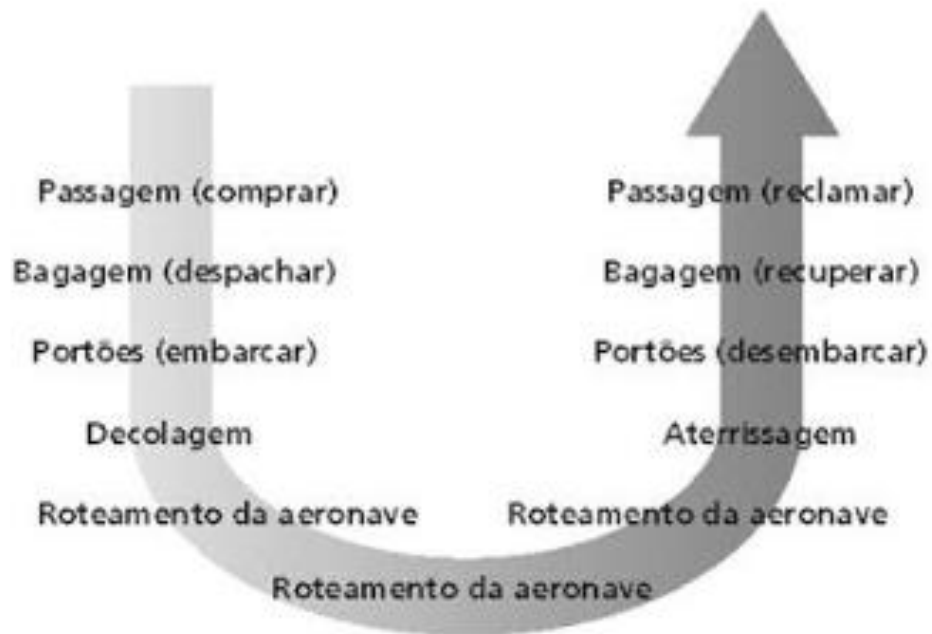 Passagem (comprar)
Bagagem (despachar)
Portões (embarcar)
Decolagem
Roteamento da aeronave
Roteamento da aeronave
Roteamento da aeronave
Aterrissagem
Portões (desembarcar)
Bagagem (recuperar)
Passagem (reclamar)